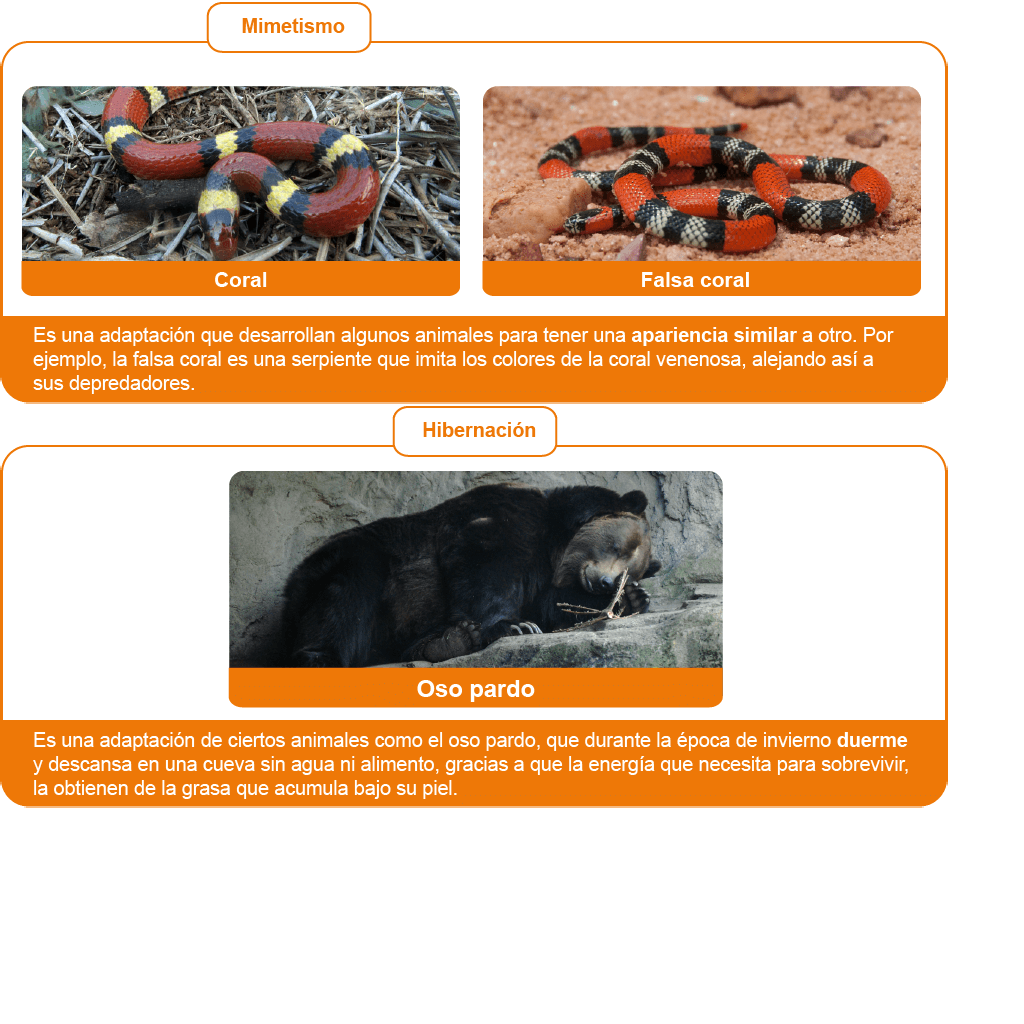 Mimetismo
Coral
Falsa coral
Es una adaptación que desarrollan algunos animales para tener una apariencia similar a otro. Por
ejemplo, la falsa coral es una serpiente que imita los colores de la coral venenosa, alejando así a
sus depredadores.
Hibernación
Oso pardo
Es una adaptación de ciertos animales como el oso pardo, que durante la época de invierno duerme
y descansa en una cueva sin agua ni alimento, gracias a que la energía que necesita para sobrevivir,
la obtienen de la grasa que acumula bajo su piel.